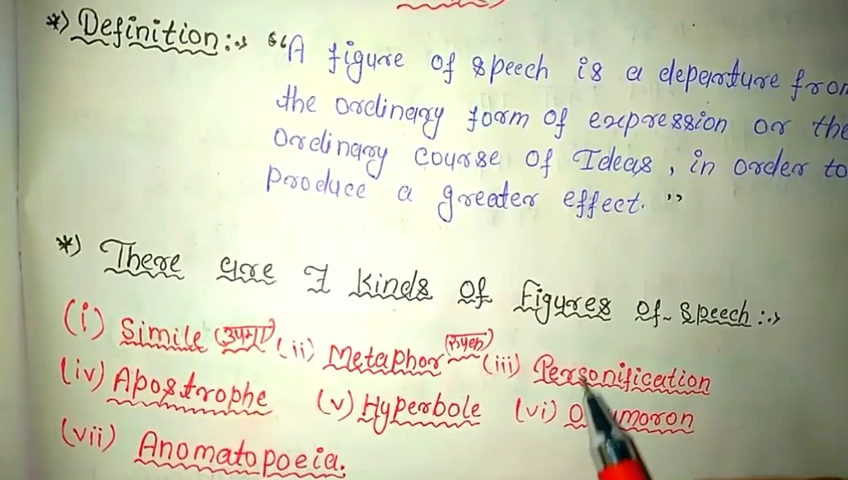 *) Definition:- "A figure of speech is a departure from
the ordinary form of expression or the
ordinary course of Ideas, in order to
Produce a greater effect."
*) There are 7 Kinds of Figures of Speech:-
(i) Simile (उपमा) (ii) Metaphor (रूपक) (iii) Personification
(iv) Apostrophe (v) Hyperbole (vi)
(vii) Anomatopoeia.